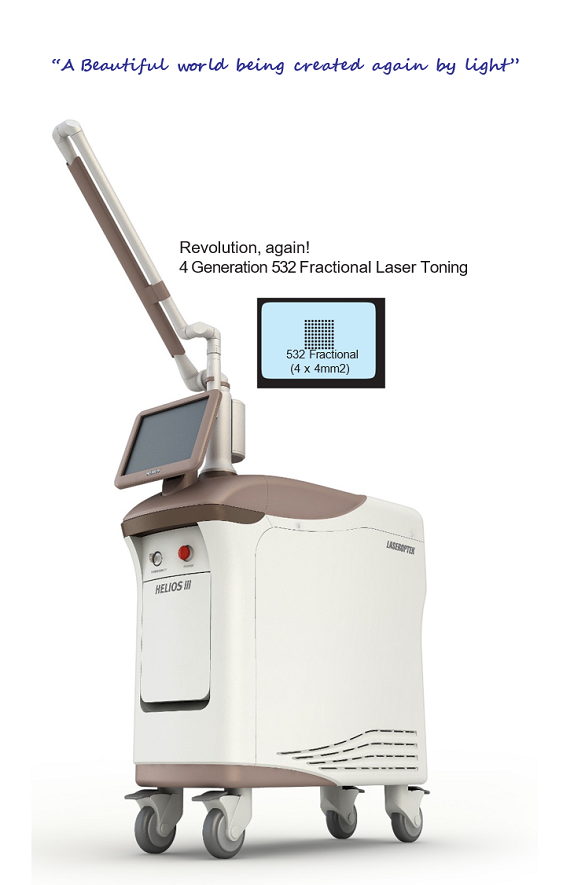 “A Beautiful world being created again by light”
Revolution, again!
4 Generation 532 Fractional Laser Toning
532 Fractional
(4 x 4mm2)
LASEROPTEK
HELIOS III